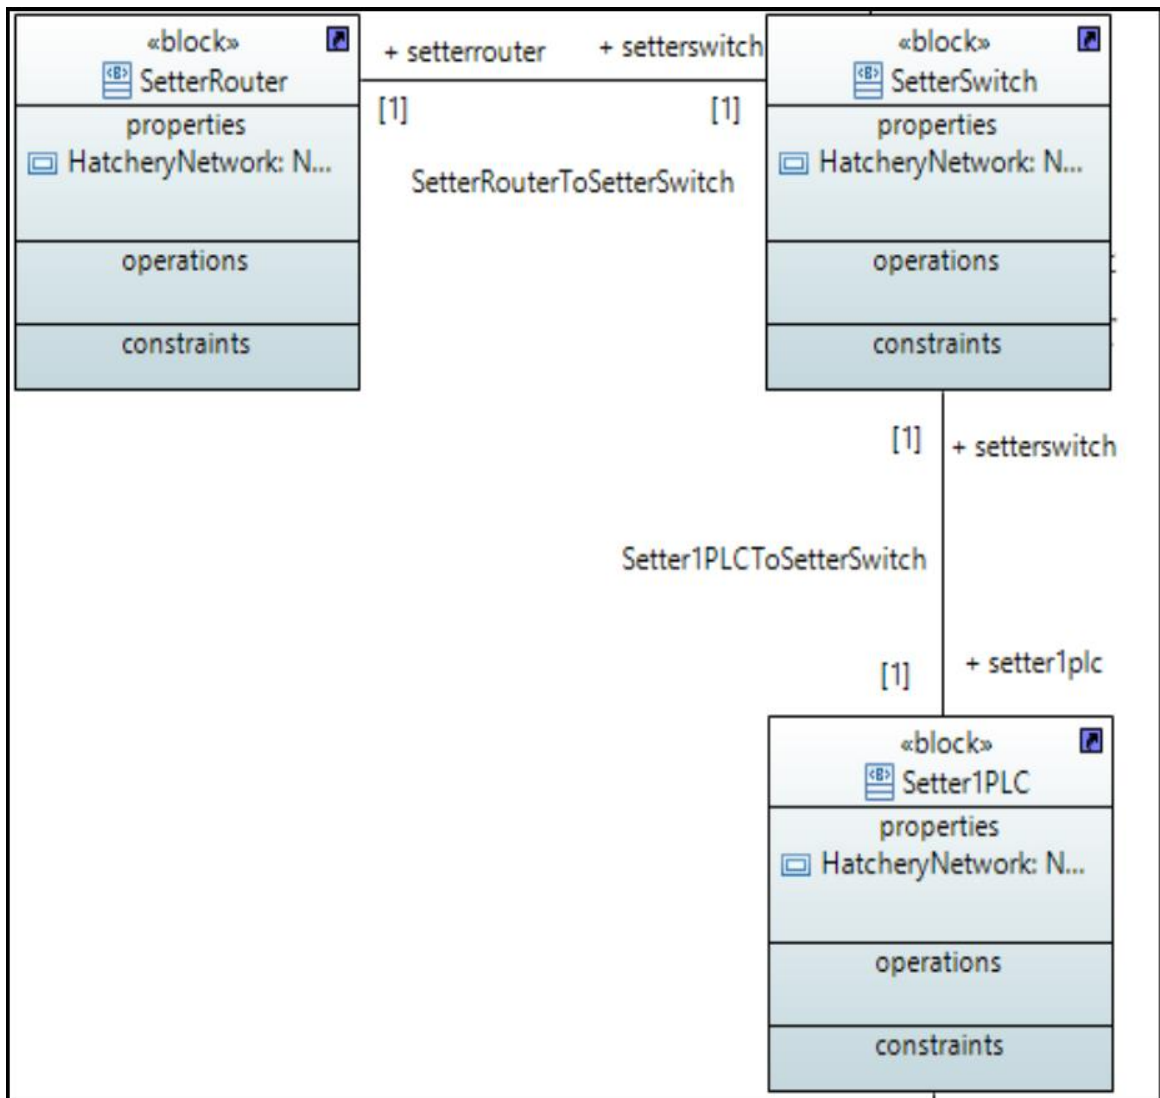 «block»
SetterRouter
properties
HatcheryNetwork: N...
operations
constraints
+ setterrouter
+ setterswitch
[1]
[1]
SetterRouterToSetterSwitch
«block»
SetterSwitch
properties
HatcheryNetwork: N...
operations
constraints
[1]
+ setterswitch
Setter1PLCToSetterSwitch
[1]
+ setter1plc
«block»
Setter1PLC
properties
HatcheryNetwork: N...
operations
constraints